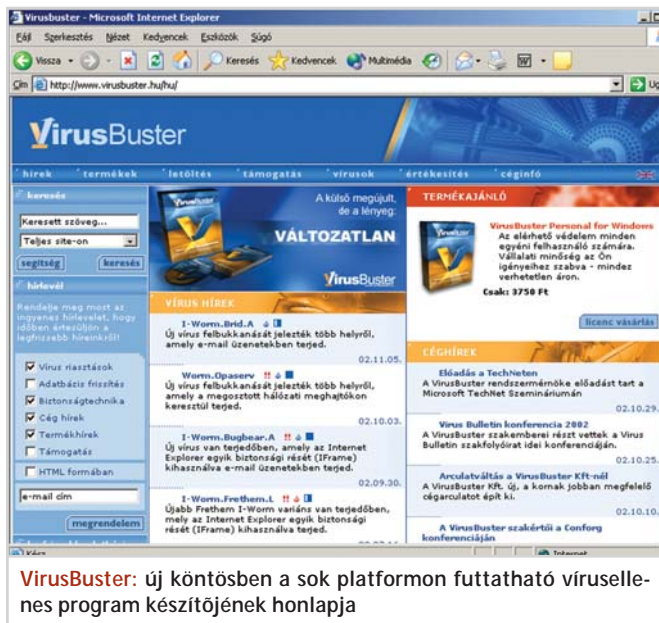 Virusbuster - Microsoft Internet Explorer
Fájl Szerkesztés Nézet Kedvencek Eszközök Súgó
Vissza Keresés Kedvencek Multimédia
Cím http://www.virusbuster.hu/hu/
VirusBuster
hírek termékek letöltés támogatás vírusok értékesítés céginfó
keresés
Keresett szöveg...
Teljes site-on
segítség keresés
hírlevél
Rendelje meg most az
ingyenes hírlevelet, hogy
időben értesüljön a
legfrissebb híreinkről!
Vírus riasztások
Adatbázis frissítés
Biztonságtechnika
Cég hírek
Termékhírek
Támogatás
HTML formában
e-mail cím
megrendelem
A külső megújult,
de a lényeg:
VÁLTOZATLAN
VirusBuster
VÍRUS HÍREK
I-Worm.Brid.A
Új vírus felbukkanását jelezték több helyről,
amely e-mail üzenetekben terjed.
02.11.05.
Worm.Opaserv
Új vírus felbukkanását jelezték több helyről,
amely a megosztott hálózati meghajtókon
keresztül terjed.
02.10.03.
I-Worm.Bugbear.A
Új vírus van terjedőben, amely az Internet
Explorer egyik biztonsági rését (IFrame)
kihasználva e-mail üzenetekben terjed.
02.09.30.
I-Worm.Frethem.L
Újabb Frethem I-Worm variáns van terjedőben,
mely az Internet Explorer egyik biztonsági
rését (IFrame) kihasználva terjed.
TERMÉKAJÁNLÓ
VirusBuster Personal for Windows
Az elérhető védelem minden
egyéni felhasználó számára.
Vállalati minőség az Ön
igényeihez szabva - mindez
verhetetlen áron.
Csak: 3750 Ft
licenc vásárlás
CÉGHÍREK
Előadás a TechNeten
A VirusBuster rendszermérnöke előadást tart a
Microsoft TechNet Szemináriumán
02.10.29.
Virus Bulletin konferencia 2002
A VirusBuster szakemberei részt vettek a Virus
Bulletin szakfolyóirat idei konferenciáján.
02.10.25.
Arculatváltás a VirusBuster Kft-nél
A VirusBuster Kft. új, a kornak jobban megfelelő
cégarculatot épít ki.
02.10.10.
A VirusBuster szakértői a Conforg
konferenciáján
Kész
Internet
VirusBuster: új köntösben a sok platformon futtatható víruselle-
nes program készítõjének honlapja